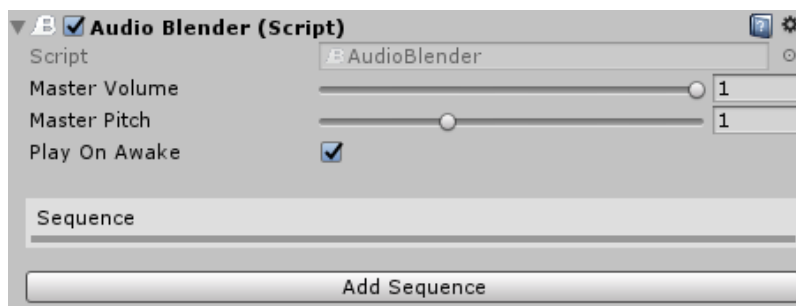 Audio Blender (Script)
Script AudioBlender
Master Volume 1
Master Pitch 1
Play On Awake
Sequence
Add Sequence